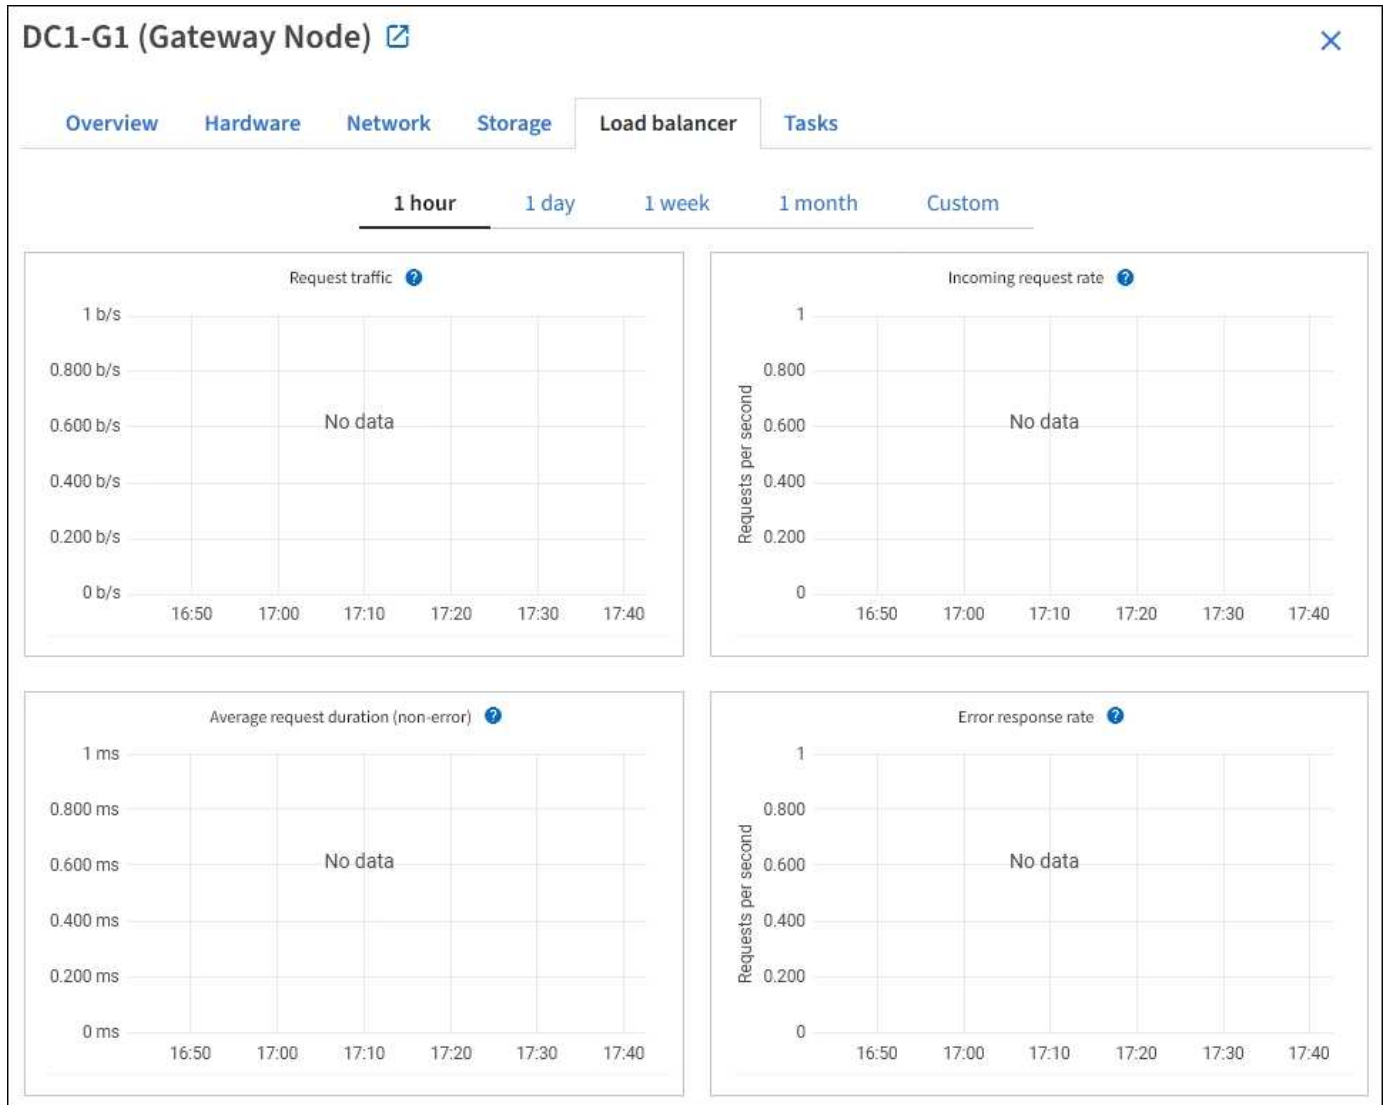 DC1-G1 (Gateway Node)
Overview Hardware Network Storage Load balancer Tasks
1 hour 1 day 1 week 1 month Custom
Request traffic
1 b/s
0.800 b/s
0.600 b/s
0.400 b/s
0.200 b/s
0 b/s
No data
16:50 17:00 17:10 17:20 17:30 17:40
Incoming request rate
Requests per second
1
0.800
0.600
0.400
0.200
0
No data
16:50 17:00 17:10 17:20 17:30 17:40
Average request duration (non-error)
1 ms
0.800 ms
0.600 ms
0.400 ms
0.200 ms
0 ms
No data
16:50 17:00 17:10 17:20 17:30 17:40
Error response rate
Requests per second
1
0.800
0.600
0.400
0.200
0
No data
16:50 17:00 17:10 17:20 17:30 17:40